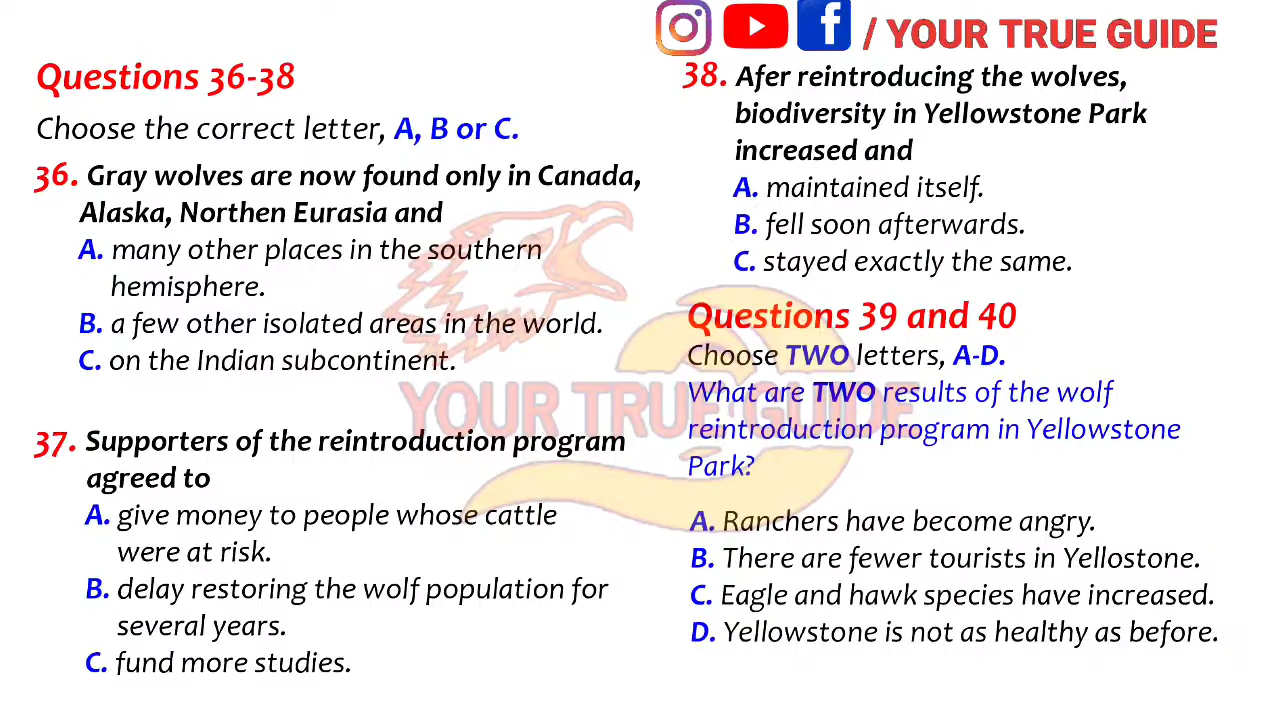 / YOUR TRUE GUIDE
Questions 36-38
Choose the correct letter, A, B or C.
36. Gray wolves are now found only in Canada,
Alaska, Northen Eurasia and
A. many other places in the southern
hemisphere.
B. a few other isolated areas in the world.
C. on the Indian subcontinent.
37. Supporters of the reintroduction program
agreed to
A. give money to people whose cattle
were at risk.
B. delay restoring the wolf population for
several years.
C. fund more studies.
38. Afer reintroducing the wolves,
biodiversity in Yellowstone Park
increased and
A. maintained itself.
B. fell soon afterwards.
C. stayed exactly the same.
Questions 39 and 40
Choose TWO letters, A-D.
What are TWO results of the wolf
reintroduction program in Yellowstone
Park?
A. Ranchers have become angry.
B. There are fewer tourists in Yellostone.
C. Eagle and hawk species have increased.
D. Yellowstone is not as healthy as before.
YOUR TRUE GUIDE